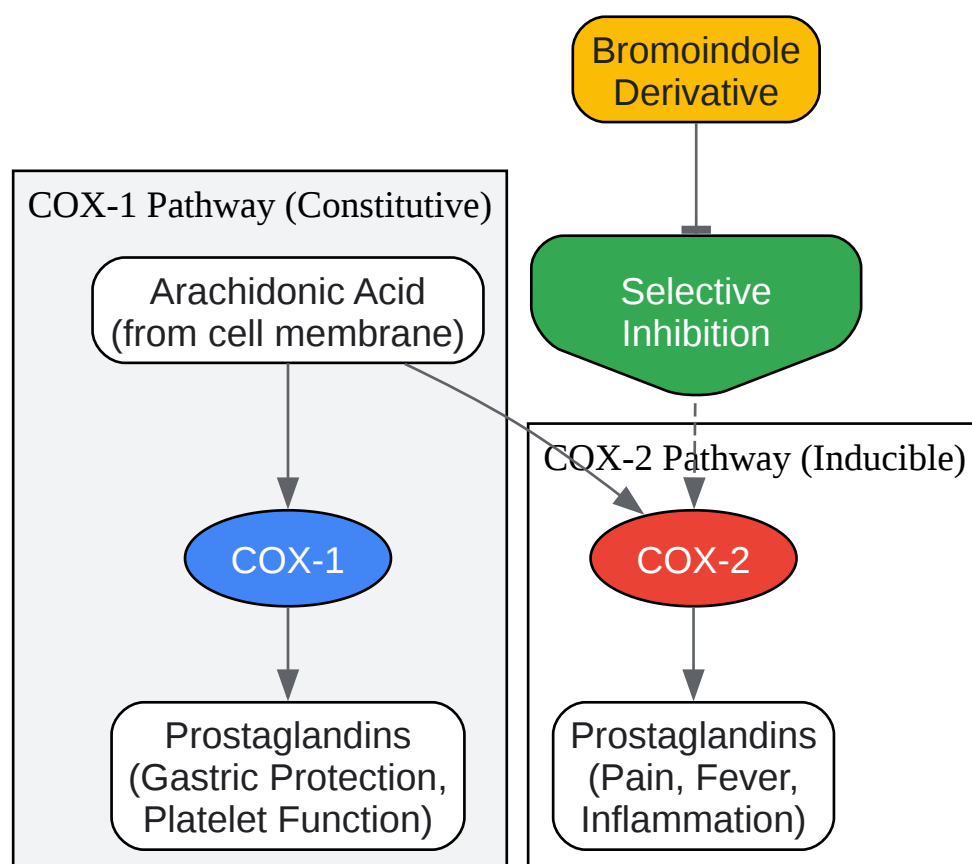 Bromoindole
Derivative
COX-1 Pathway (Constitutive)
Arachidonic Acid
(from cell membrane)
Selective
Inhibition
COX-2 Pathway (Inducible)
COX-1
COX-2
Prostaglandins
(Gastric Protection,
Platelet Function)
Prostaglandins
(Pain, Fever,
Inflammation)